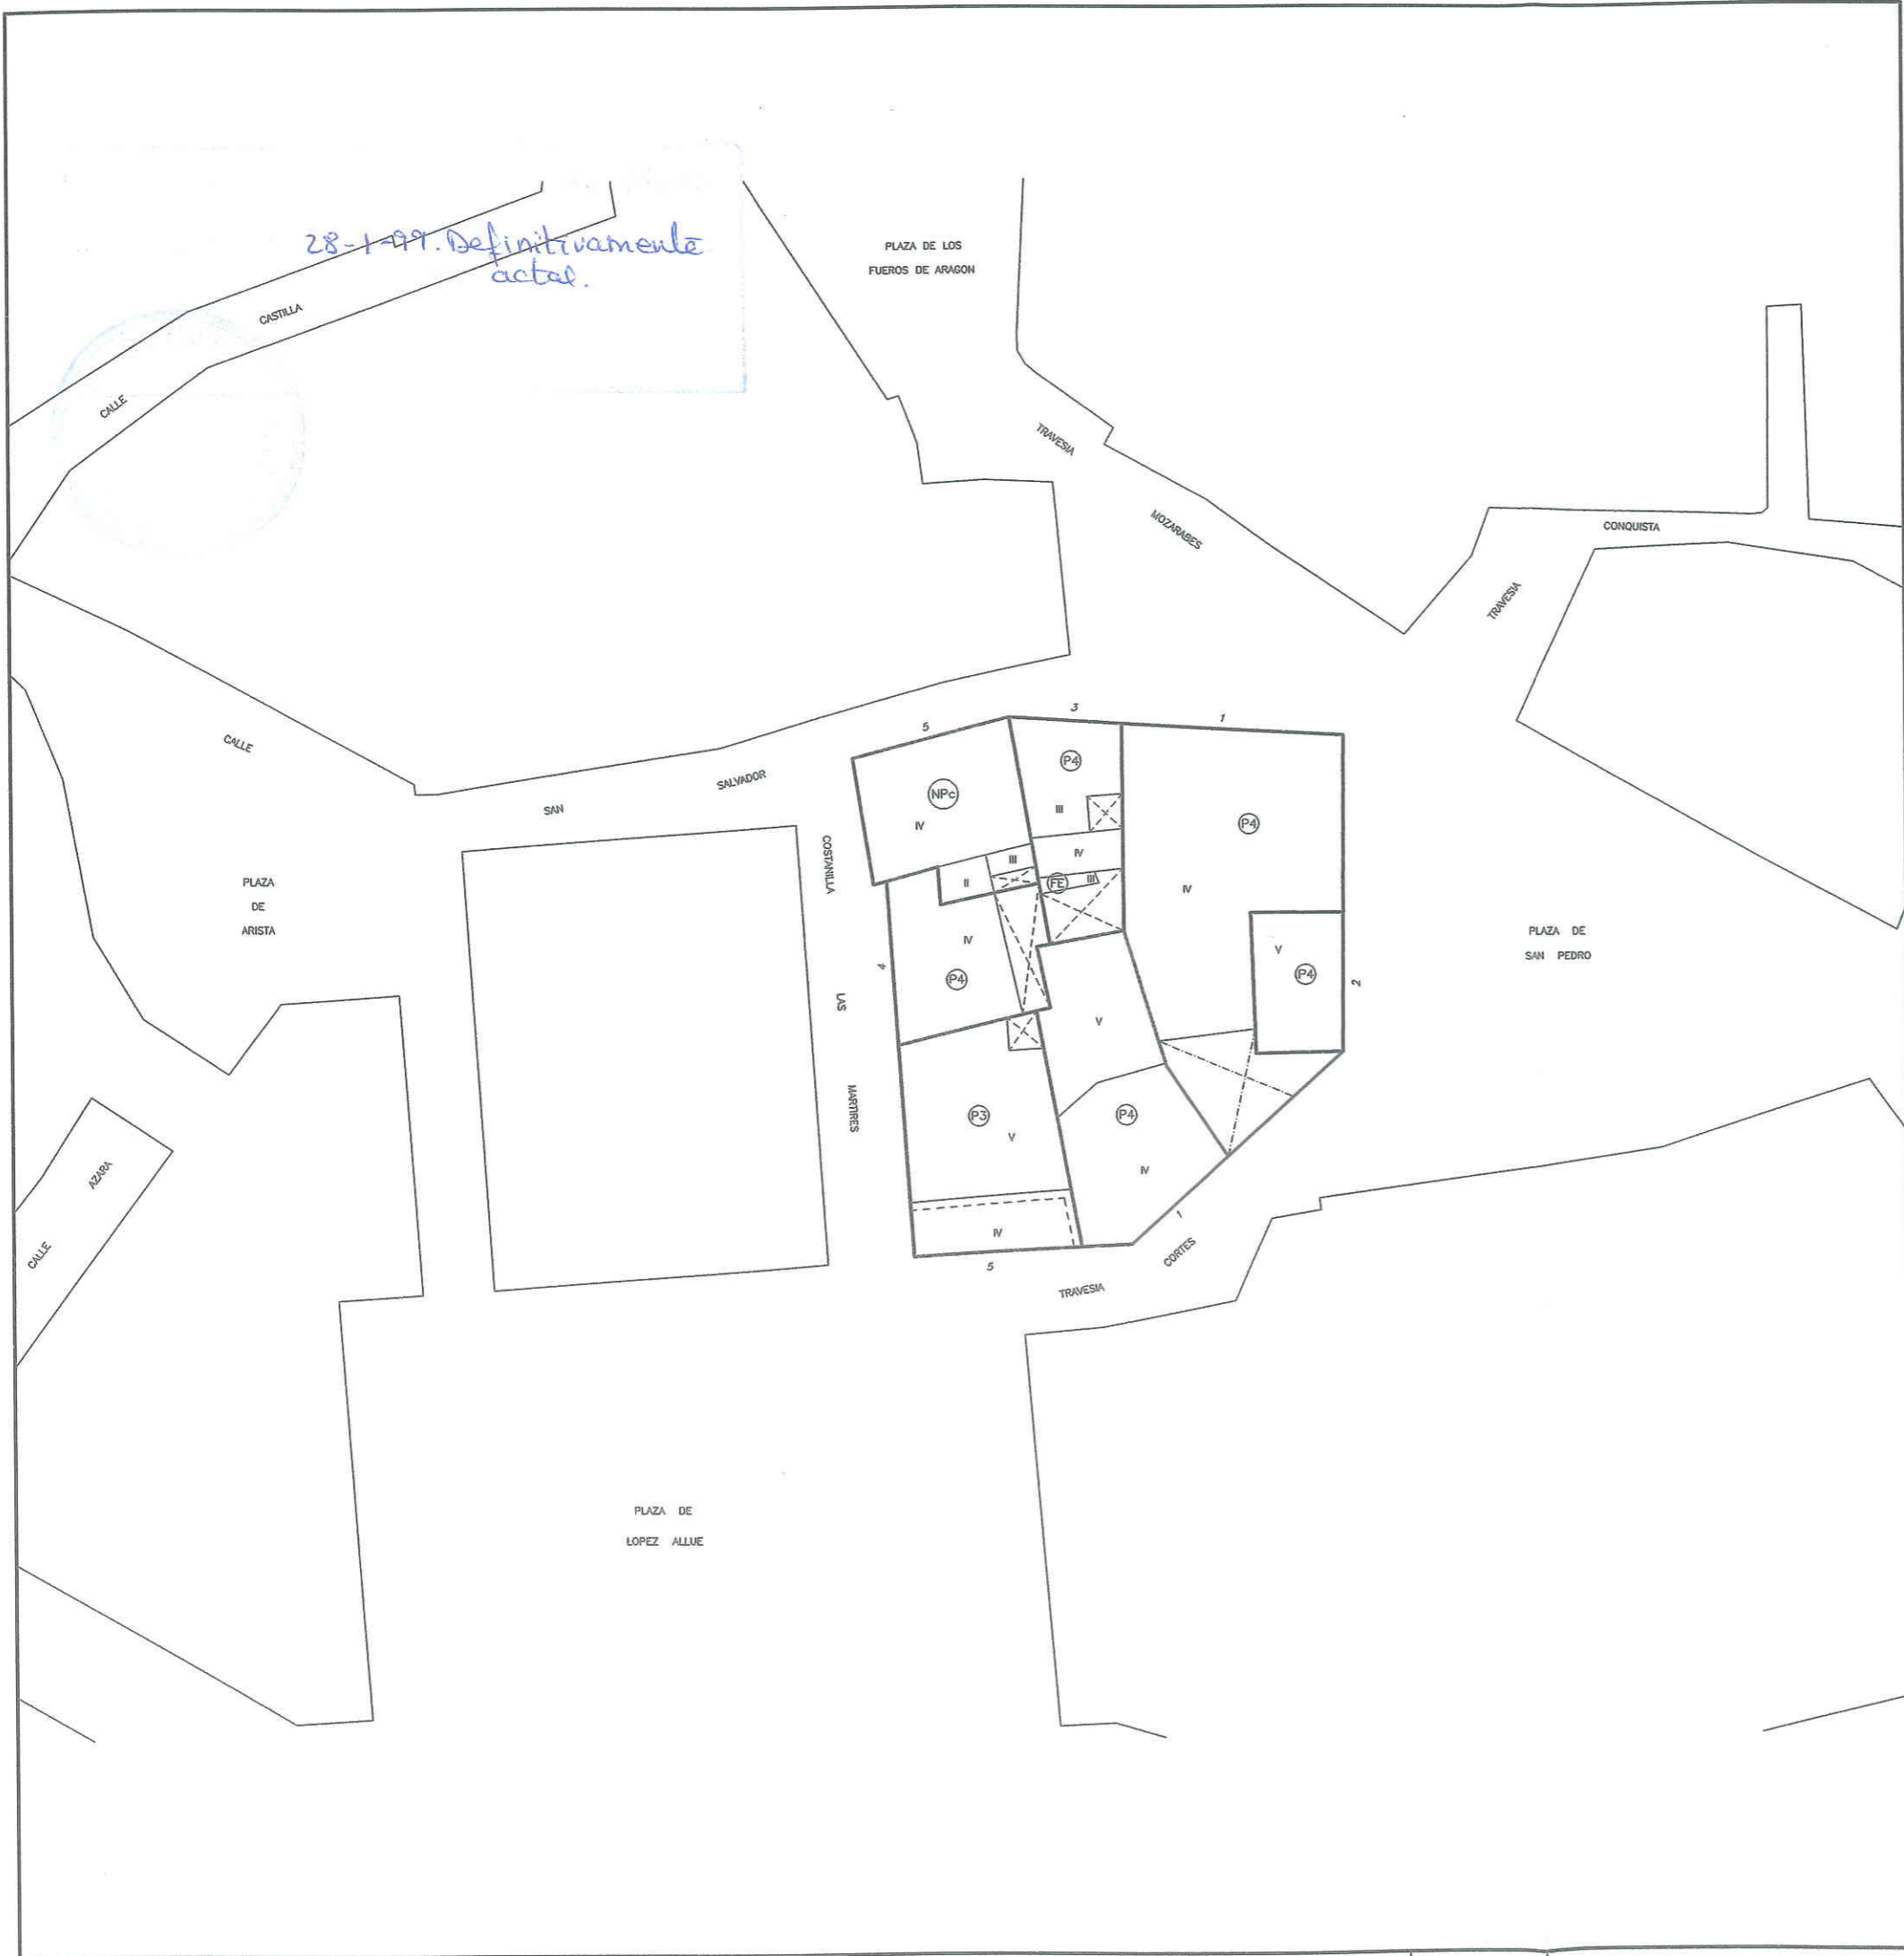 28-1-99. Definitivamente
actal.
PLAZA DE LOS
FUEROS DE ARAGON
CASTILLA
CALLE
TRAVESIA
MOZARABES
CONQUISTA
TRAVESIA
CALLE
SAN
SALVADOR
5
3
1
P4
NPc
IV
III
P4
IV
III
IV
II
FE
III
IV
COSTANILLA
LAS
MARTIRES
PLAZA
DE
ARISTA
4
P4
V
P4
2
PLAZA DE
SAN PEDRO
V
P3
V
P4
IV
IV
5
1
CORTES
TRAVESIA
AZARA
CALLE
PLAZA DE
LOPEZ ALLUE